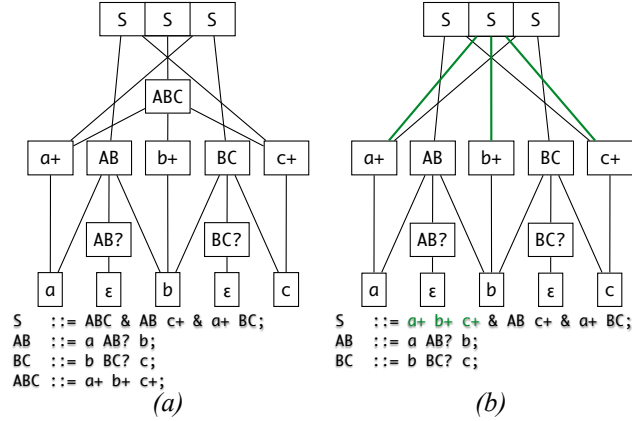 S S S
S S S
ABC
a+ AB b+ BC c+
a+ AB b+ BC c+
AB? BC?
AB? BC?
a ε b ε c
a ε b ε c
S ::= ABC & AB c+ & a+ BC;
AB ::= a AB? b;
BC ::= b BC? c;
ABC ::= a+ b+ c+;
(a)
S ::= a+ b+ c+ & AB c+ & a+ BC;
AB ::= a AB? b;
BC ::= b BC? c;
(b)